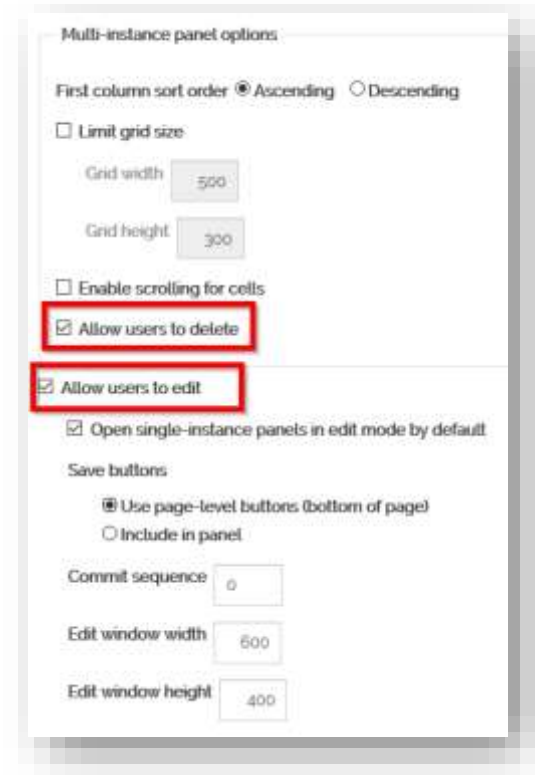 Multi-instance panel options
First column sort order Ascending Descending
Limit grid size
Grid width 500
Grid height 300
Enable scrolling for cells
Allow users to delete
Allow users to edit
Open single-instance panels in edit mode by default
Save buttons
Use page-level buttons (bottom of page)
Include in panel
Commit sequence 0
Edit window width 600
Edit window height 400